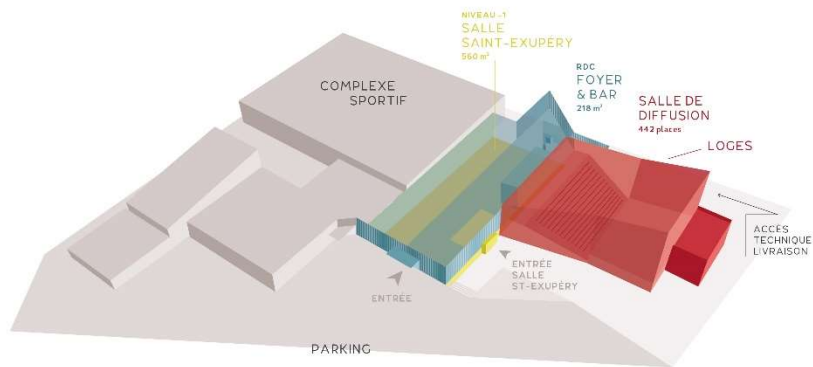 NIVEAU -1
SALLE
SAINT-EXUPÉRY
560 m²
RDC
FOYER
& BAR
218 m²
COMPLEXE
SPORTIF
SALLE DE
DIFFUSION
442 places
LOGES
ACCÈS
TECHNIQUE
LIVRAISON
ENTRÉE
SALLE
ST-EXUPÉRY
ENTRÉE
PARKING